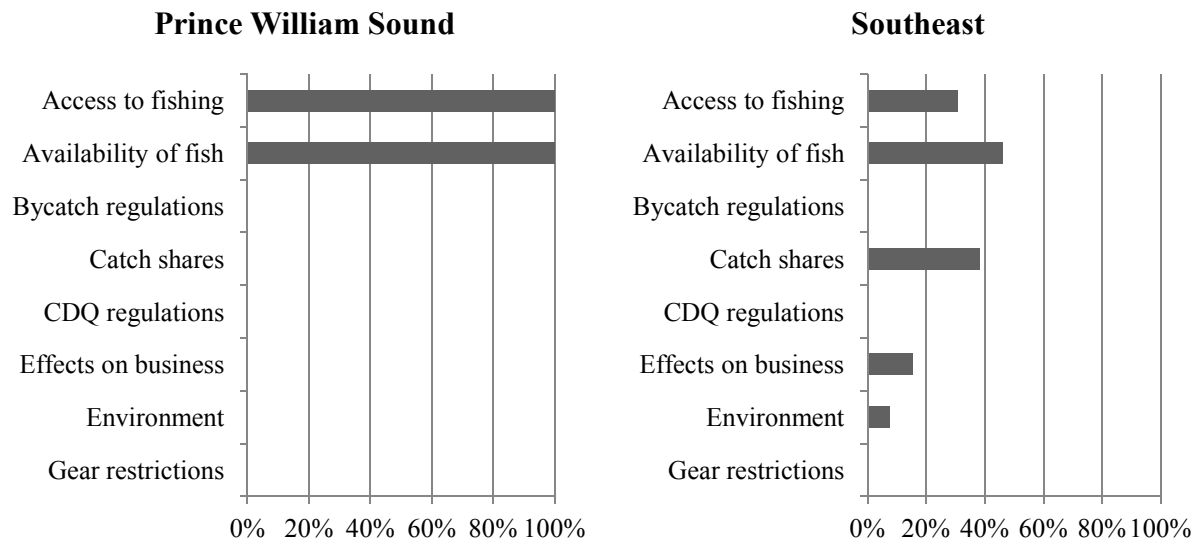 Prince William Sound
Access to fishing
Availability of fish
Bycatch regulations
Catch shares
CDQ regulations
Effects on business
Environment
Gear restrictions
0% 20% 40% 60% 80% 100%
Southeast
Access to fishing
Availability of fish
Bycatch regulations
Catch shares
CDQ regulations
Effects on business
Environment
Gear restrictions
0% 20% 40% 60% 80% 100%